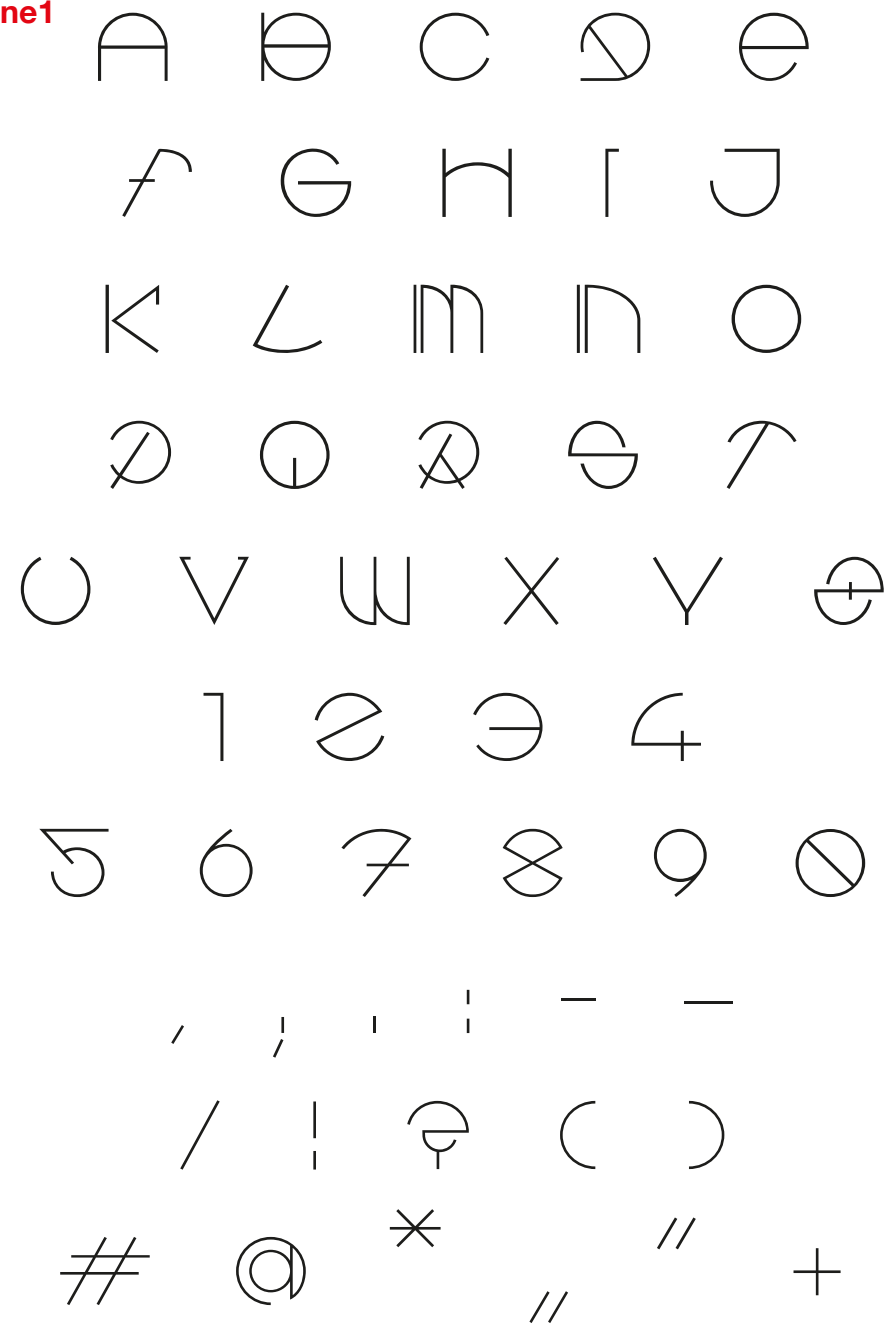 ne1
A b C D e
f G H I J
K L m n O
P Q R S T
U V W X Y Z
1 2 3 4
5 6 7 8 9 0
, ; . : - –
/ ! ? ( )
# @ * „ ” +